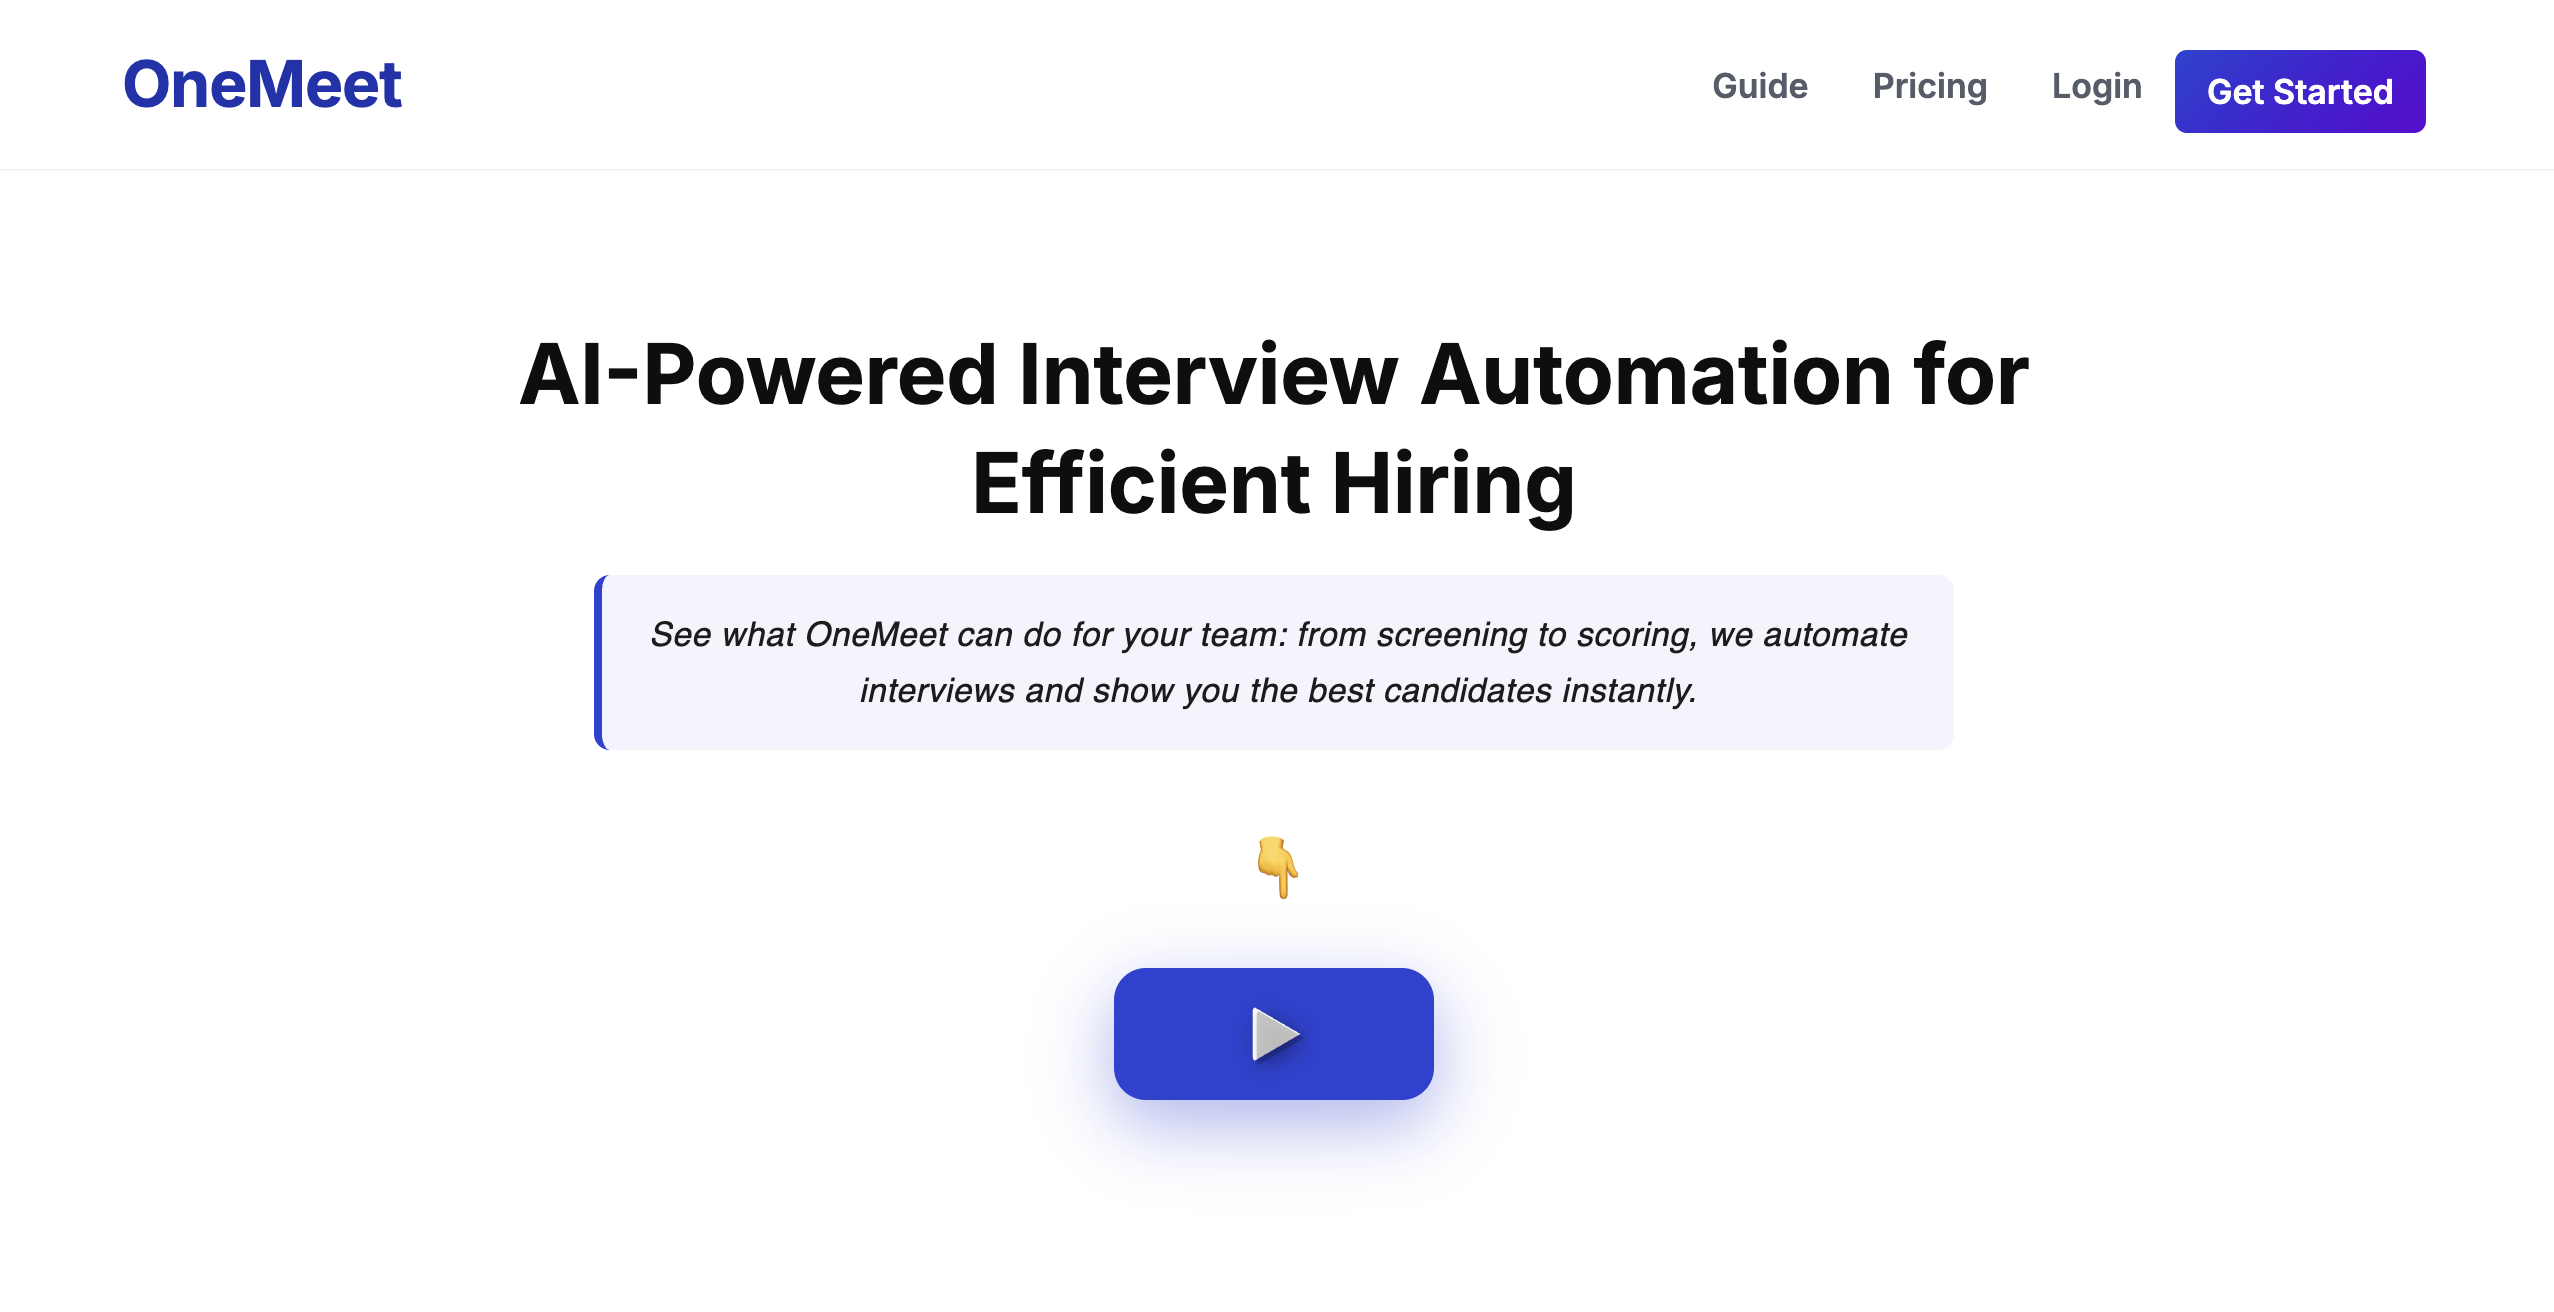 OneMeet
Guide
Pricing
Login
Get Started
AI-Powered Interview Automation for
Efficient Hiring
See what OneMeet can do for your team: from screening to scoring, we automate
interviews and show you the best candidates instantly.